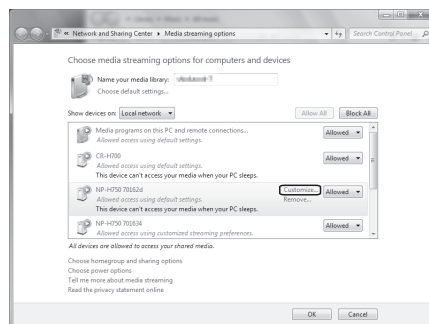 « Network and Sharing Center ▸ Media streaming options
Search Control Panel
Choose media streaming options for computers and devices
Name your media library:
Choose default settings...
Show devices on: Local network
Allow All
Block All
Media programs on this PC and remote connections...
Allowed access using default settings.
Allowed
CR-H700
Allowed access using default settings.
This device can't access your media when your PC sleeps.
Allowed
NP-H750 70162d
Customize...
Allowed access using default settings.
Remove...
Allowed
This device can't access your media when your PC sleeps.
NP-H750 701634
Allowed access using customized streaming preferences.
Allowed
All devices are allowed to access your shared media.
Choose homegroup and sharing options
Choose power options
Tell me more about media streaming
Read the privacy statement online
OK
Cancel